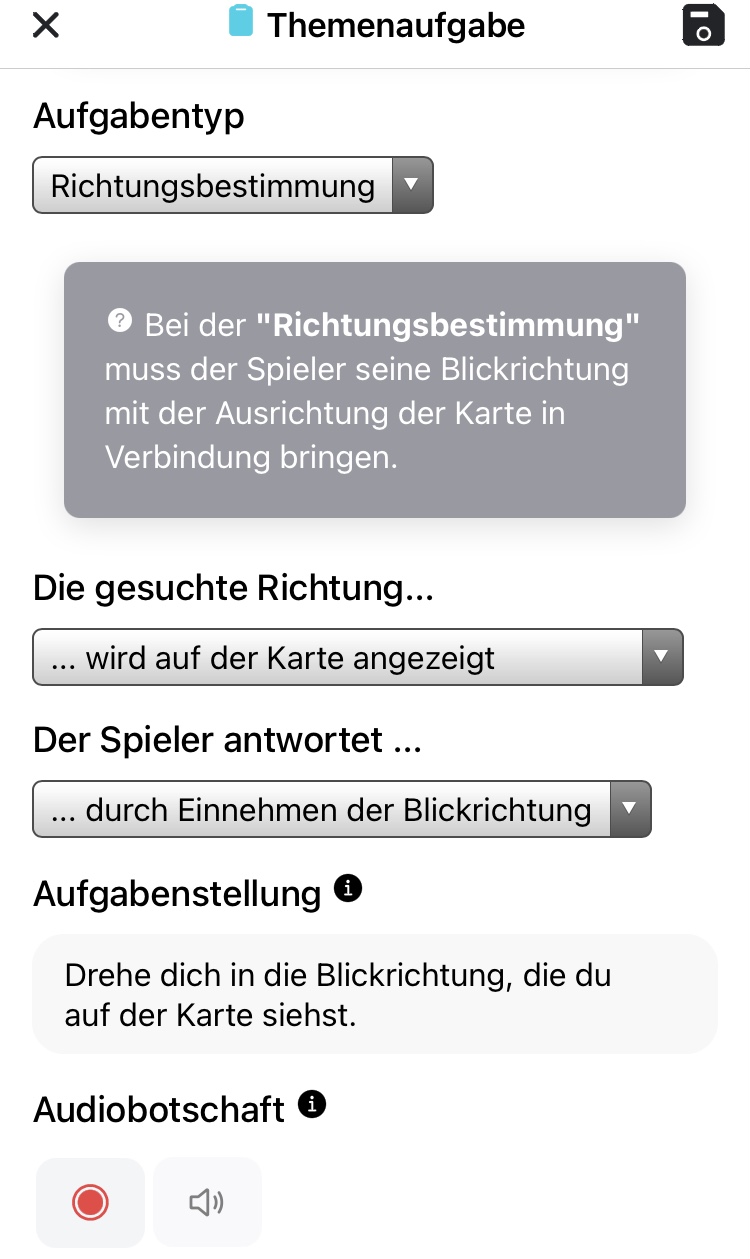 Themenaufgabe
Aufgabentyp
Richtungsbestimmung
Bei der "Richtungsbestimmung"
muss der Spieler seine Blickrichtung
mit der Ausrichtung der Karte in
Verbindung bringen.
Die gesuchte Richtung...
... wird auf der Karte angezeigt
Der Spieler antwortet ...
... durch Einnehmen der Blickrichtung
Aufgabenstellung
Drehe dich in die Blickrichtung, die du
auf der Karte siehst.
Audiobotschaft